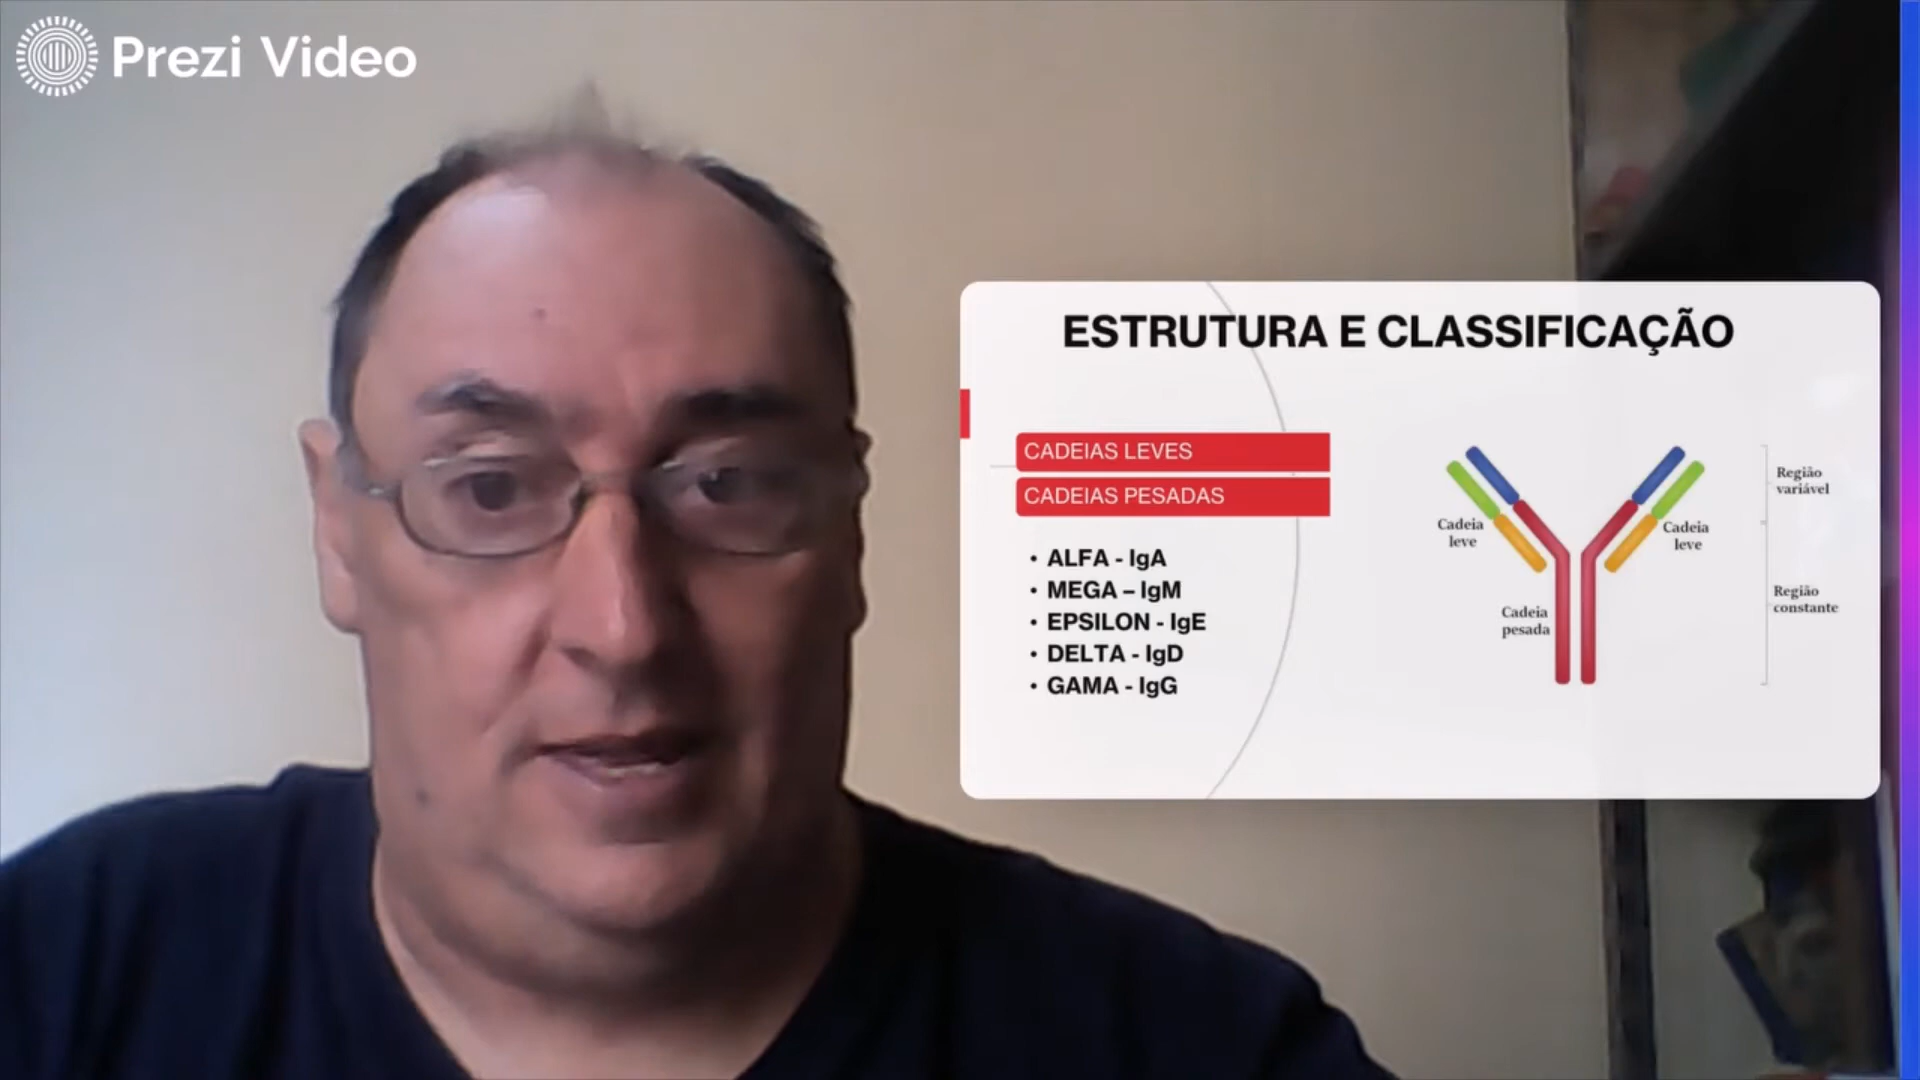 Prezi Video
ESTRUTURA E CLASSIFICAÇÃO
CADEIAS LEVES
CADEIAS PESADAS
• ALFA - IgA
• MEGA – IgM
• EPSILON - IgE
• DELTA - IgD
• GAMA - IgG
Cadeia
leve
Cadeia
pesada
Cadeia
leve
Região
variável
Região
constante